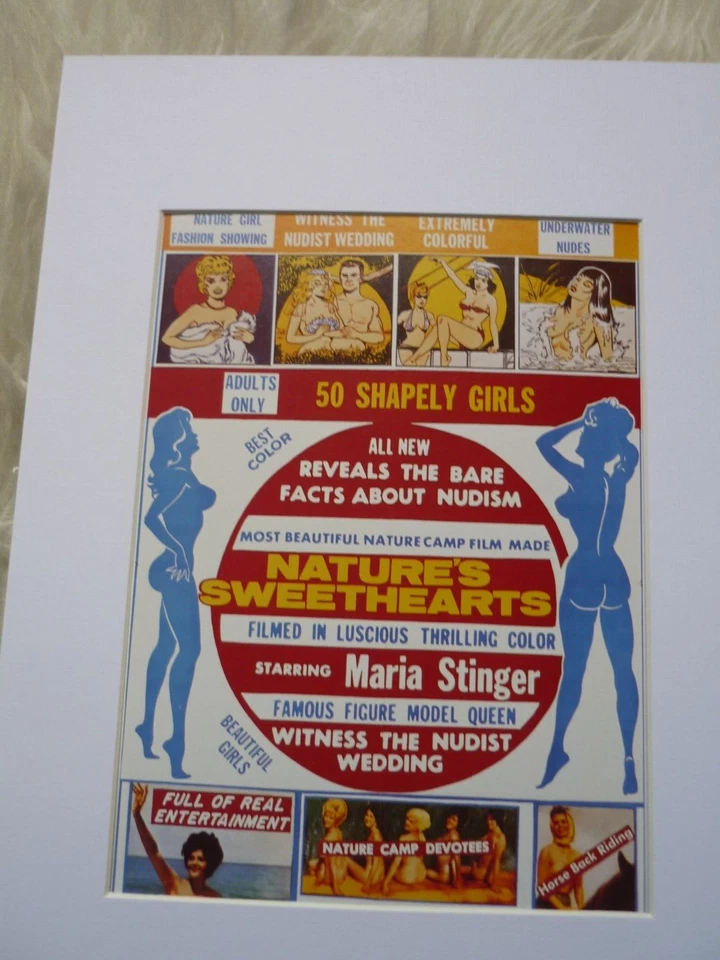 NATURE GIRL
FASHION SHOWING
WITNESS THE
NUDIST WEDDING
EXTREMELY
COLORFUL
UNDERWATER
NUDES
ADULTS
ONLY
50 SHAPELY GIRLS
BEST
COLOR
ALL NEW
REVEALS THE BARE
FACTS ABOUT NUDISM
MOST BEAUTIFUL NATURE CAMP FILM MADE
NATURE'S
SWEETHEARTS
FILMED IN LUSCIOUS THRILLING COLOR
STARRING Maria Stinger
FAMOUS FIGURE MODEL QUEEN
WITNESS THE NUDIST
WEDDING
BEAUTIFUL
GIRLS
FULL OF REAL
ENTERTAINMENT
NATURE CAMP DEVOTEES
Horse Back Riding